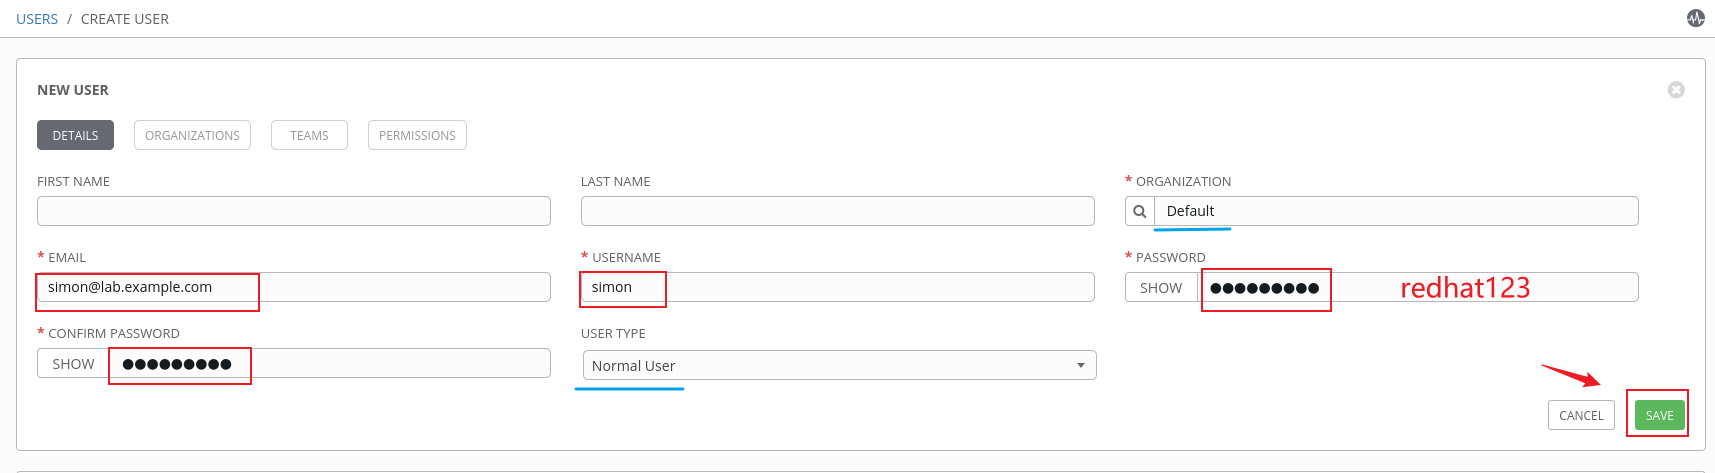 USERS / CREATE USER
NEW USER
DETAILS ORGANIZATIONS TEAMS PERMISSIONS
FIRST NAME LAST NAME * ORGANIZATION
Default
* EMAIL * USERNAME * PASSWORD
simon@lab.example.com simon SHOW ●●●●●●●●● redhat123
* CONFIRM PASSWORD USER TYPE
SHOW ●●●●●●●●● Normal User
CANCEL SAVE